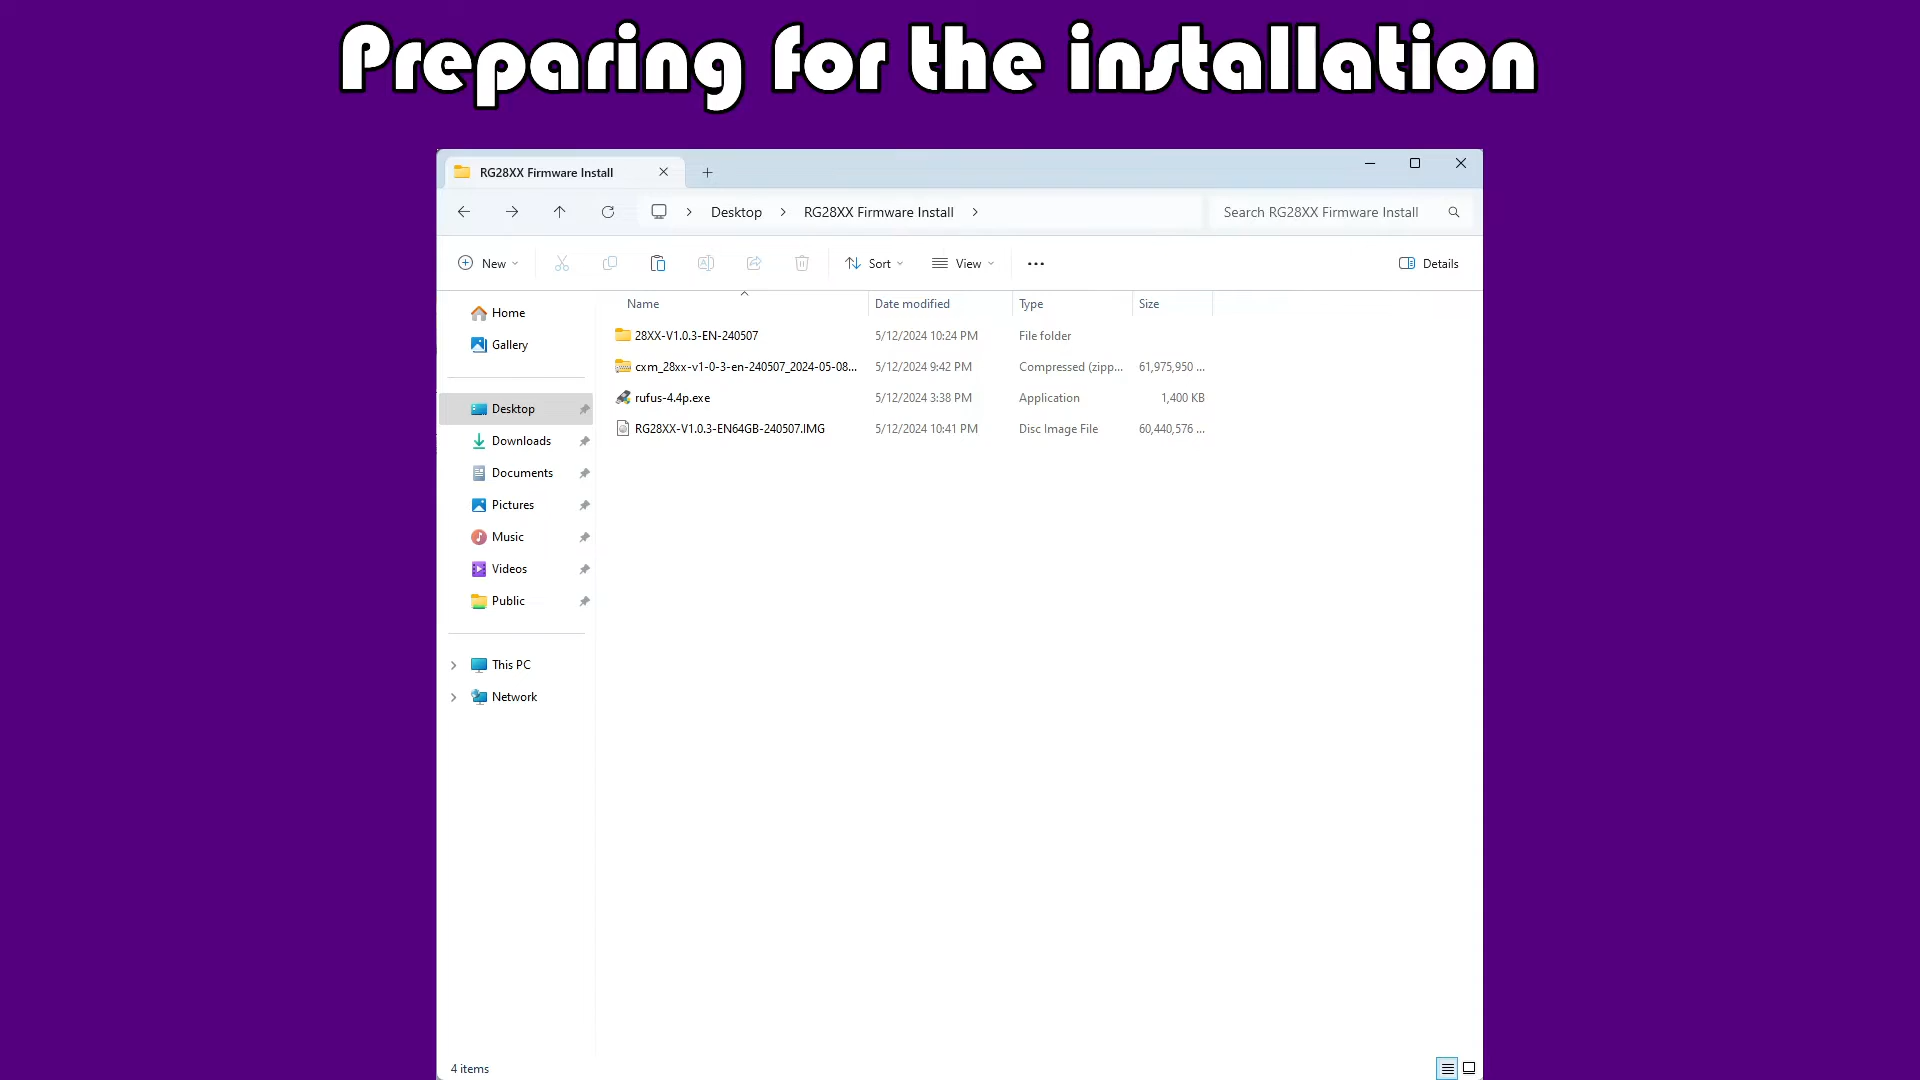 Preparing for the installation
RG28XX Firmware Install
Desktop
RG28XX Firmware Install
Search RG28XX Firmware Install
New
Sort
View
Details
Name
Date modified
Type
Size
Home
Gallery
Desktop
Downloads
Documents
Pictures
Music
Videos
Public
This PC
Network
28XX-V1.0.3-EN-240507 5/12/2024 10:24 PM File folder
cxm_28xx-v1-0-3-en-240507_2024-05-08... 5/12/2024 9:42 PM Compressed (zipp... 61,975,950 ...
rufus-4.4p.exe 5/12/2024 3:38 PM Application 1,400 KB
RG28XX-V1.0.3-EN64GB-240507.IMG 5/12/2024 10:41 PM Disc Image File 60,440,576 ...
4 items